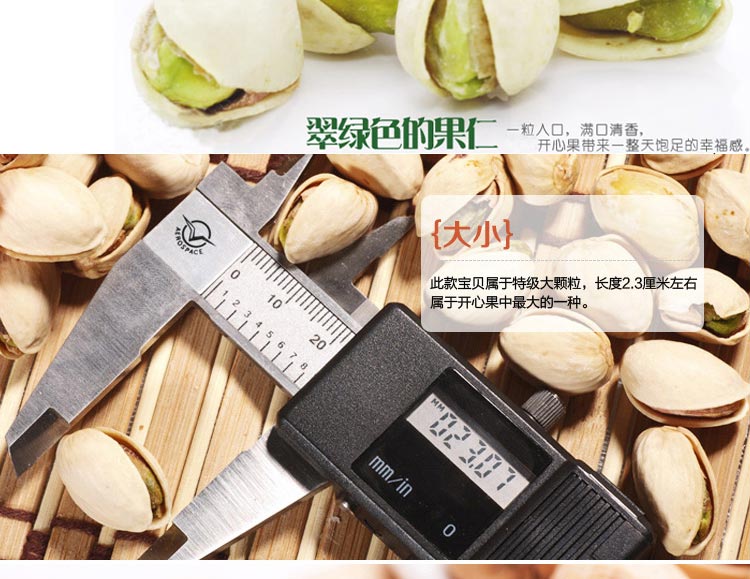 翠绿色的果仁
一粒入口，满口清香，
开心果带来一整天饱足的幸福感。
{大小}
此款宝贝属于特级大颗粒，长度2.3厘米左右
属于开心果中最大的一种。
AEROSPACE
0 10 20
1 2 3 4 5 6 7 8
MM
023.07
mm/in
0